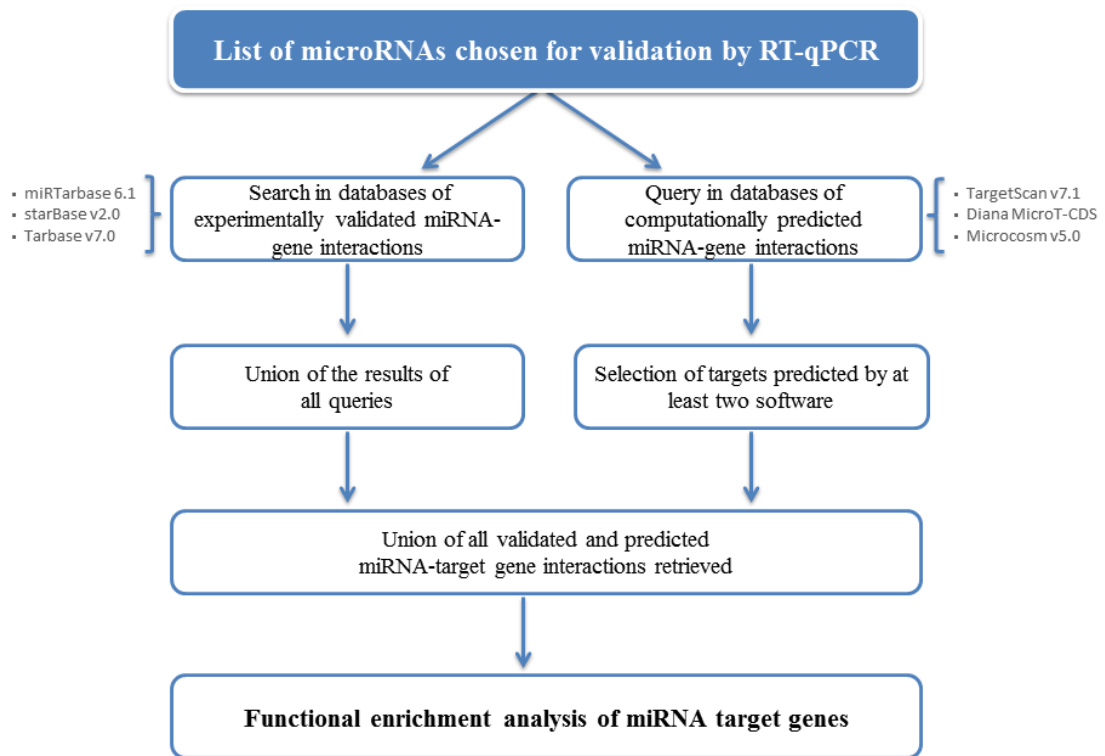 List of microRNAs chosen for validation by RT-qPCR
▪ miRTarbase 6.1
▪ starBase v2.0
▪ Tarbase v7.0
Search in databases of
experimentally validated miRNA-
gene interactions
Query in databases of
computationally predicted
miRNA-gene interactions
▪ TargetScan v7.1
▪ Diana MicroT-CDS
▪ Microcosm v5.0
Union of the results of
all queries
Selection of targets predicted by at
least two software
Union of all validated and predicted
miRNA-target gene interactions retrieved
Functional enrichment analysis of miRNA target genes